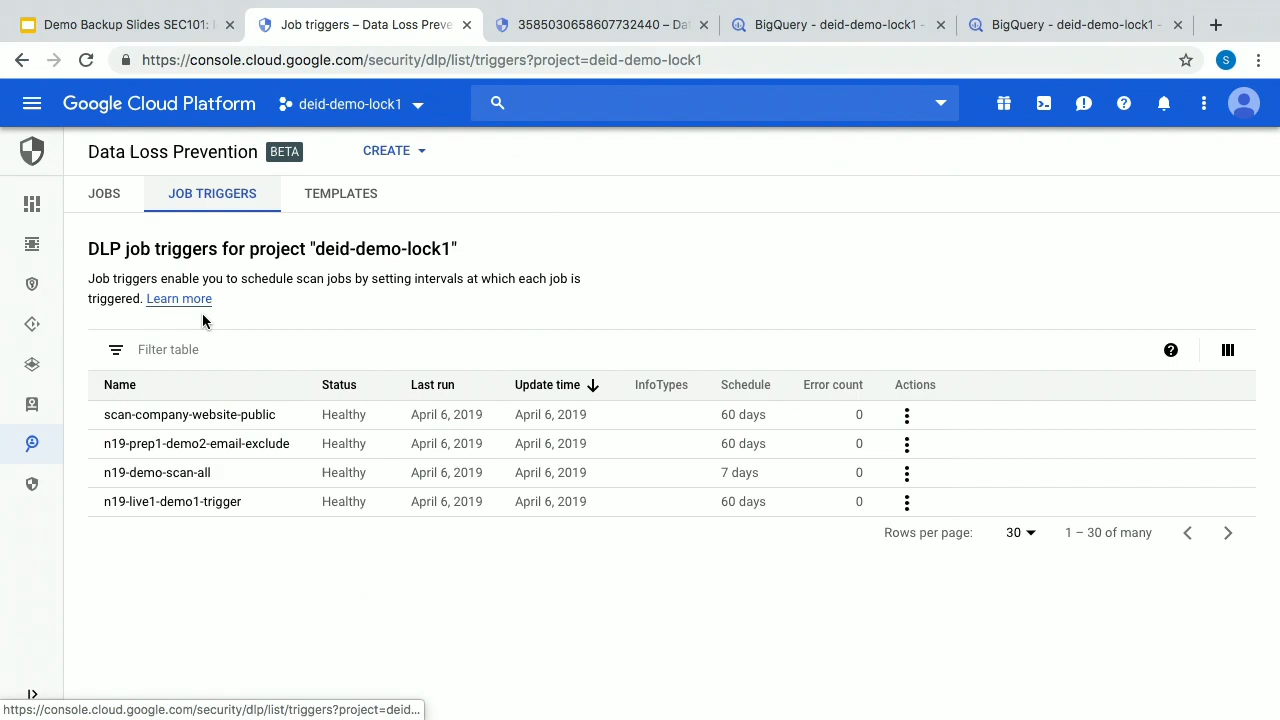 Demo Backup Slides SEC101:
Job triggers – Data Loss Preve
3585030658607732440 – Da
BigQuery - deid-demo-lock1 -
BigQuery - deid-demo-lock1 -
https://console.cloud.google.com/security/dlp/list/triggers?project=deid-demo-lock1
S
Google Cloud Platform
deid-demo-lock1
Data Loss Prevention BETA
CREATE
JOBS
JOB TRIGGERS
TEMPLATES
DLP job triggers for project "deid-demo-lock1"
Job triggers enable you to schedule scan jobs by setting intervals at which each job is
triggered. Learn more
Filter table
Name Status Last run Update time InfoTypes Schedule Error count Actions
scan-company-website-public Healthy April 6, 2019 April 6, 2019 60 days 0
n19-prep1-demo2-email-exclude Healthy April 6, 2019 April 6, 2019 60 days 0
n19-demo-scan-all Healthy April 6, 2019 April 6, 2019 7 days 0
n19-live1-demo1-trigger Healthy April 6, 2019 April 6, 2019 60 days 0
Rows per page: 30 1 – 30 of many
https://console.cloud.google.com/security/dlp/list/triggers?project=deid...